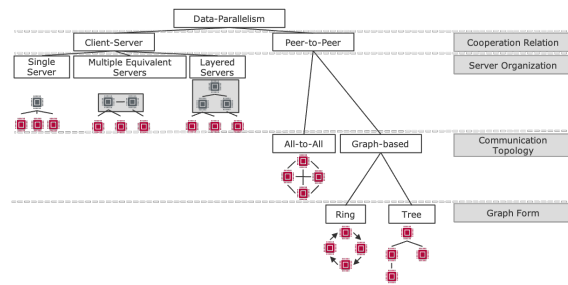 Data-Parallelism
Client-Server
Peer-to-Peer
Cooperation Relation
Single
Server
Multiple Equivalent
Servers
Layered
Servers
Server Organization
All-to-All
Graph-based
Communication
Topology
Ring
Tree
Graph Form